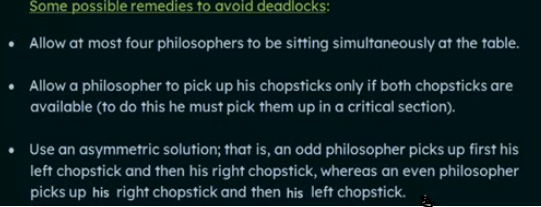 Some possible remedies to avoid deadlocks:
• Allow at most four philosophers to be sitting simultaneously at the table.
• Allow a philosopher to pick up his chopsticks only if both chopsticks are
available (to do this he must pick them up in a critical section).
• Use an asymmetric solution; that is, an odd philosopher picks up first his
left chopstick and then his right chopstick, whereas an even philosopher
picks up his right chopstick and then his left chopstick.